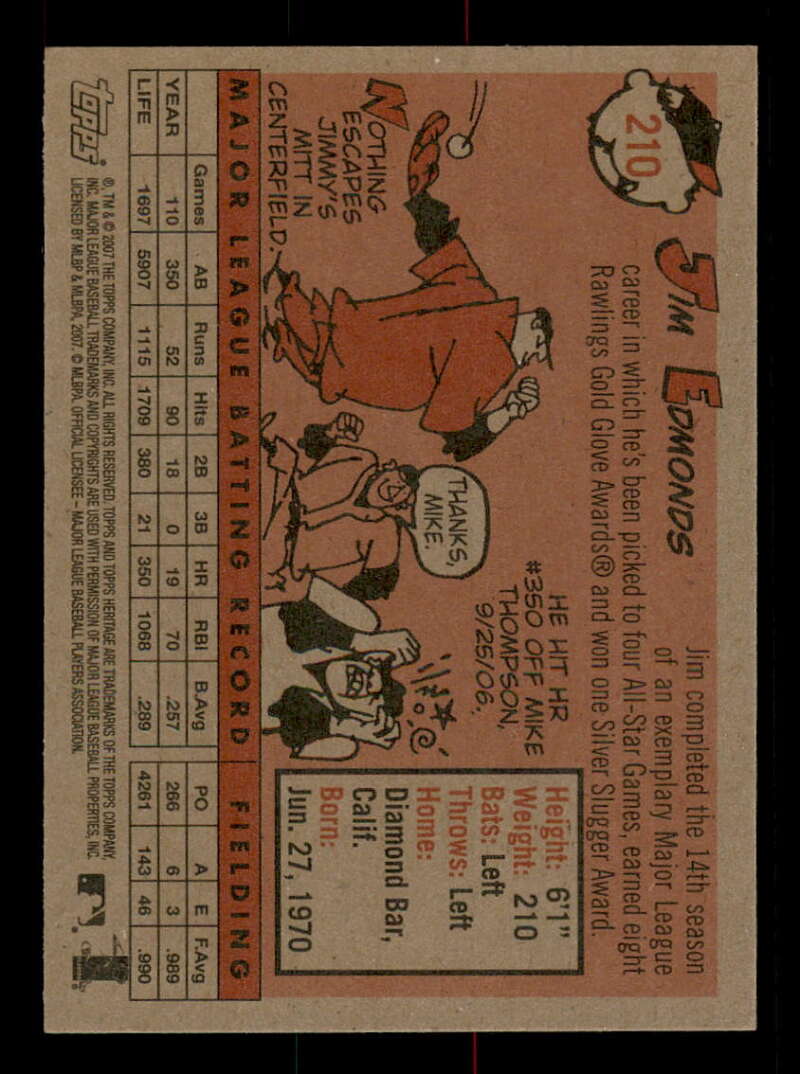 210
JIM EDMONDS
Jim completed the 14th season
of an exemplary Major League
career in which he's been picked to four All-Star Games, earned eight
Rawlings Gold Glove Awards® and won one Silver Slugger Award.
NOTHING
ESCAPES
JIMMY'S
MITT IN
CENTERFIELD.
HE HIT HR
#350 OFF MIKE
THOMPSON,
9/25/06.
THANKS,
MIKE.
Height: 6'1"
Weight: 210
Bats: Left
Throws: Left
Home:
Diamond Bar,
Calif.
Born:
Jun. 27, 1970
MAJOR LEAGUE BATTING RECORD FIELDING
Games AB Runs Hits 2B 3B HR RBI B.Avg PO A E F.Avg
YEAR 110 350 52 90 18 0 19 70 .257 266 6 3 .989
LIFE 1697 5907 1115 1709 380 21 350 1068 .289 4261 143 46 .990
topps
®, TM & © 2007 THE TOPPS COMPANY, INC. ALL RIGHTS RESERVED. TOPPS AND TOPPS HERITAGE ARE TRADEMARKS OF THE TOPPS COMPANY,
INC. MAJOR LEAGUE BASEBALL TRADEMARKS AND COPYRIGHTS ARE USED WITH PERMISSION OF MAJOR LEAGUE BASEBALL PROPERTIES, INC.
LICENSED BY MLBP & MLBPA, 2007. © MLBPA, OFFICIAL LICENSEE – MAJOR LEAGUE BASEBALL PLAYERS ASSOCIATION.